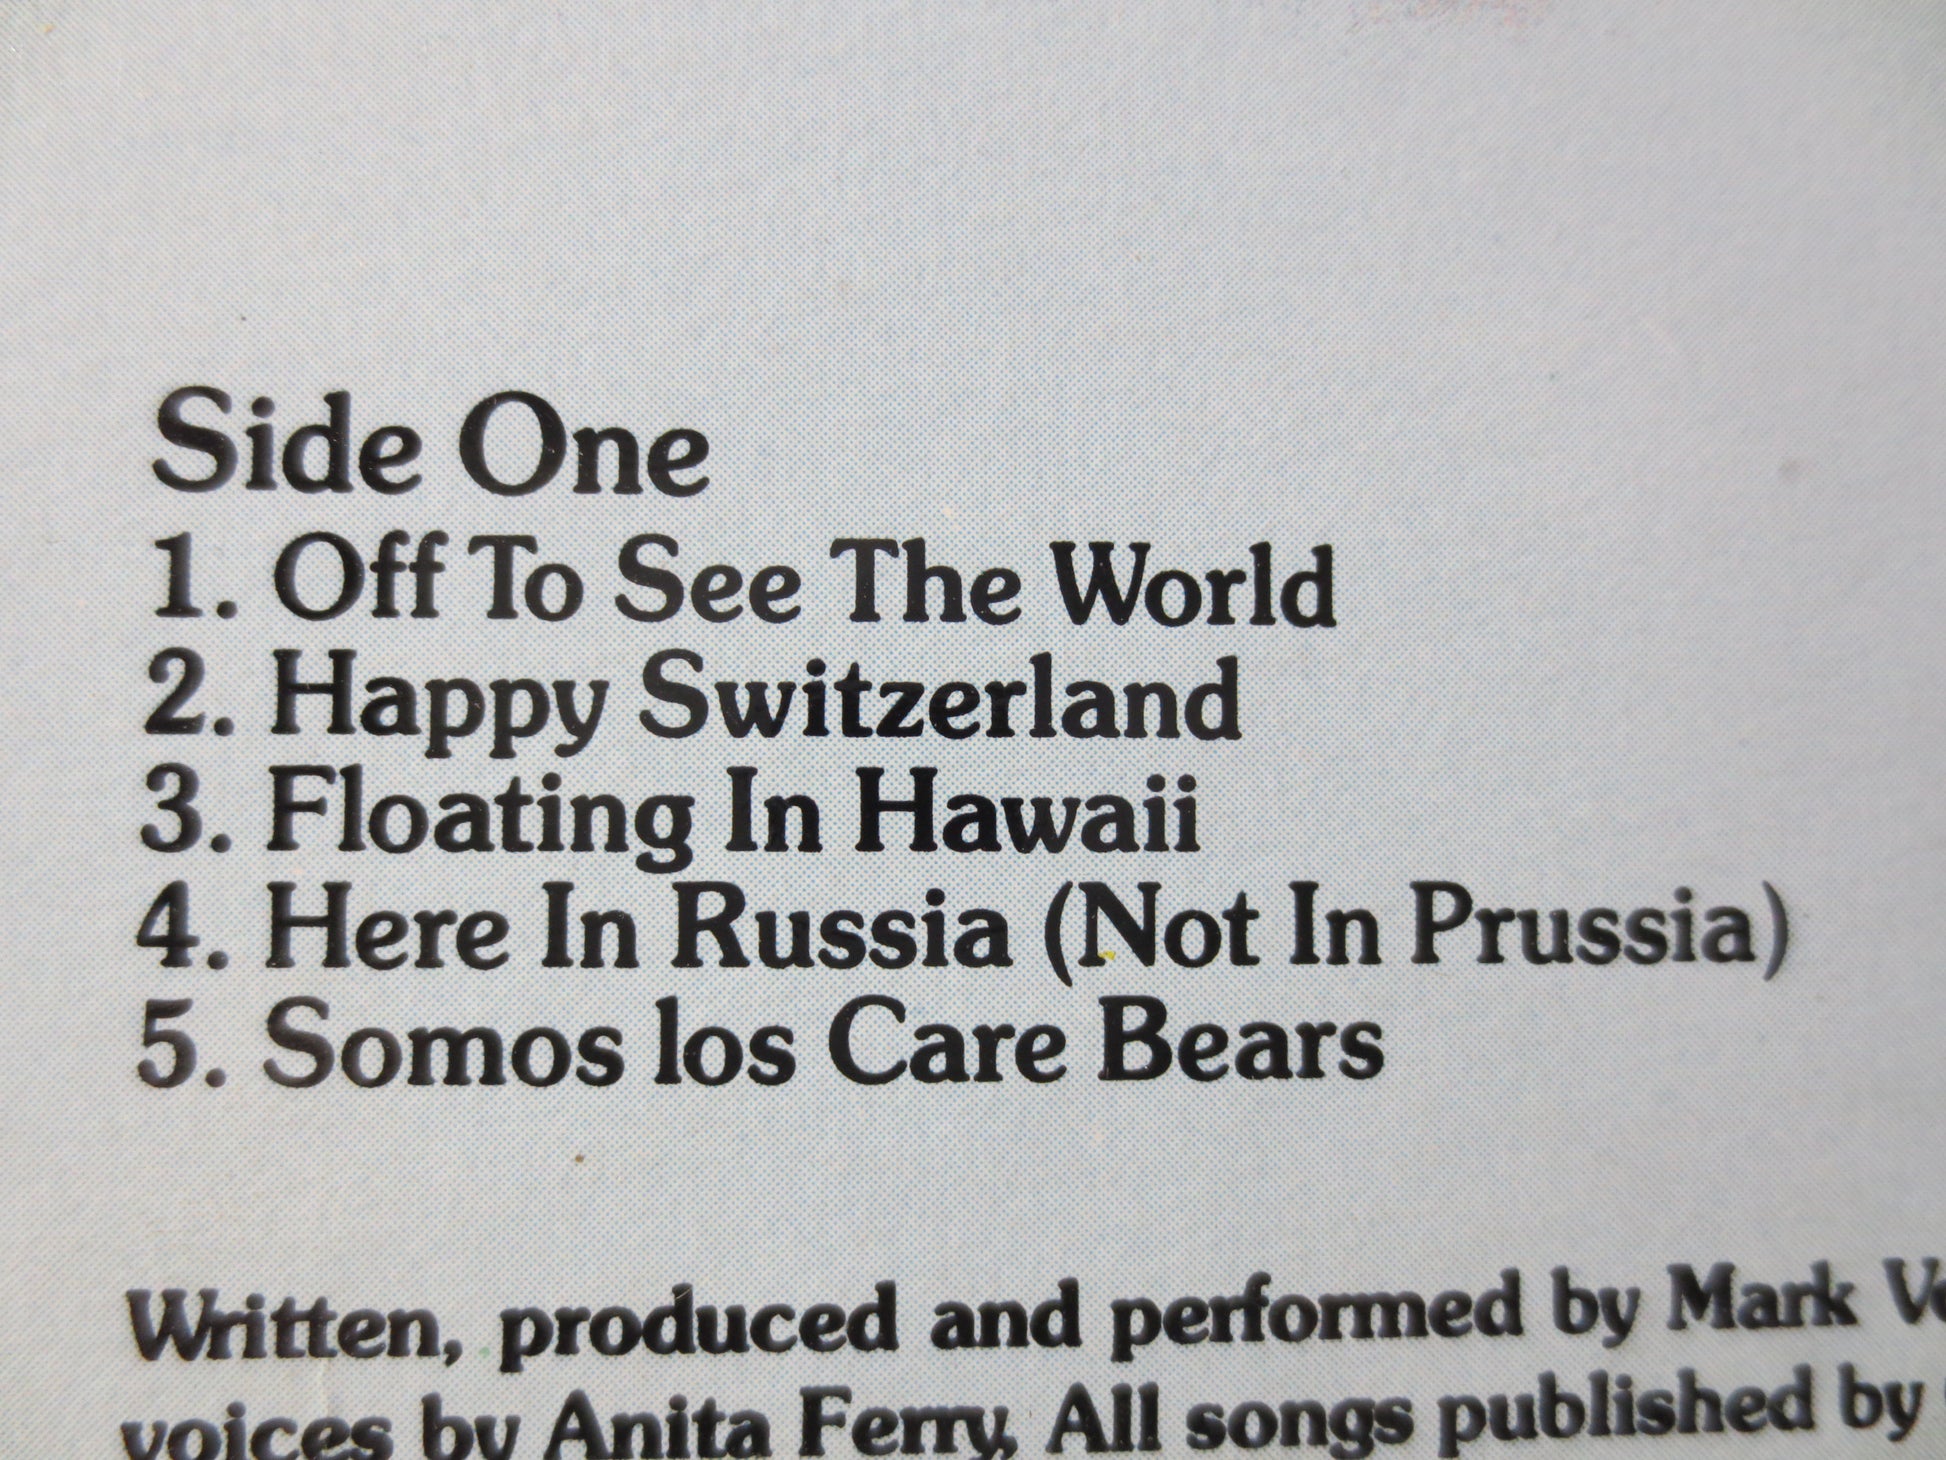 Side One
1. Off To See The World
2. Happy Switzerland
3. Floating In Hawaii
4. Here In Russia (Not In Prussia)
5. Somos los Care Bears
Written, produced and performed by Mark
voices by Anita Ferry, All songs published by